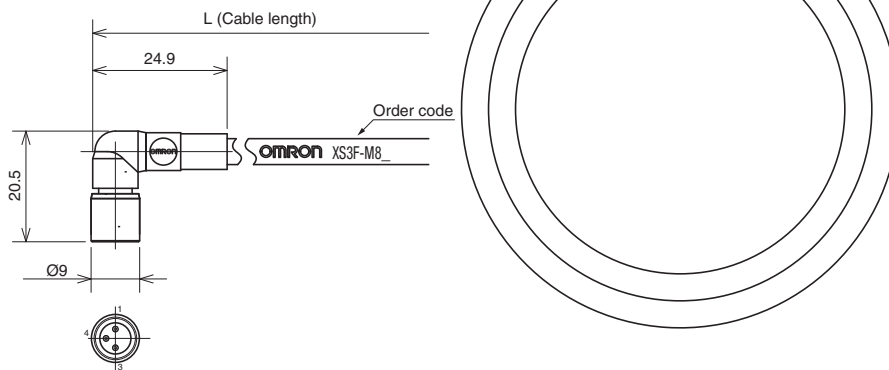 L (Cable length)
24.9
Order code
OMRON
OMRON XS3F-M8_
20.5
Ø9
1
4
3